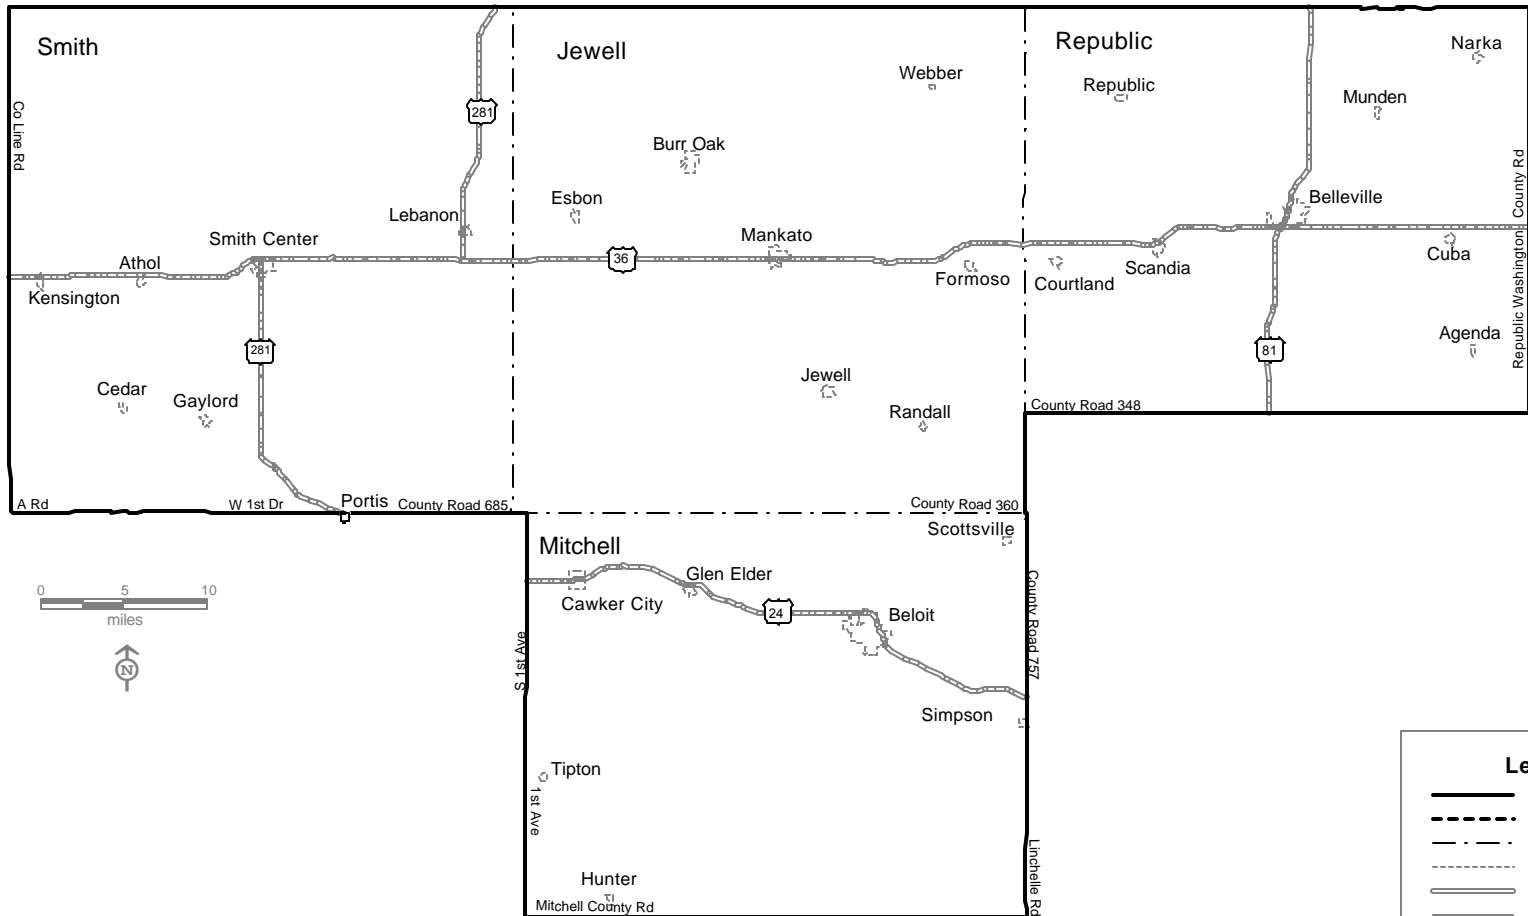 Smith
Jewell
Republic
Narka
Webber
Republic
Munden
Co Line Rd
281
Burr Oak
Republic Washington County Rd
Esbon
Belleville
Lebanon
Smith Center
Mankato
Athol
36
Cuba
Kensington
Formoso
Courtland
Scandia
281
81
Agenda
Cedar
Gaylord
Jewell
Randall
County Road 348
A Rd
W 1st Dr
Portis
County Road 685
County Road 360
Scottsville
Mitchell
Glen Elder
Cawker City
24
Beloit
0 5 10
miles
N
S 1st Ave
County Road 757
Simpson
Tipton
1st Ave
Linchelle Rd
Hunter
Mitchell County Rd
Le